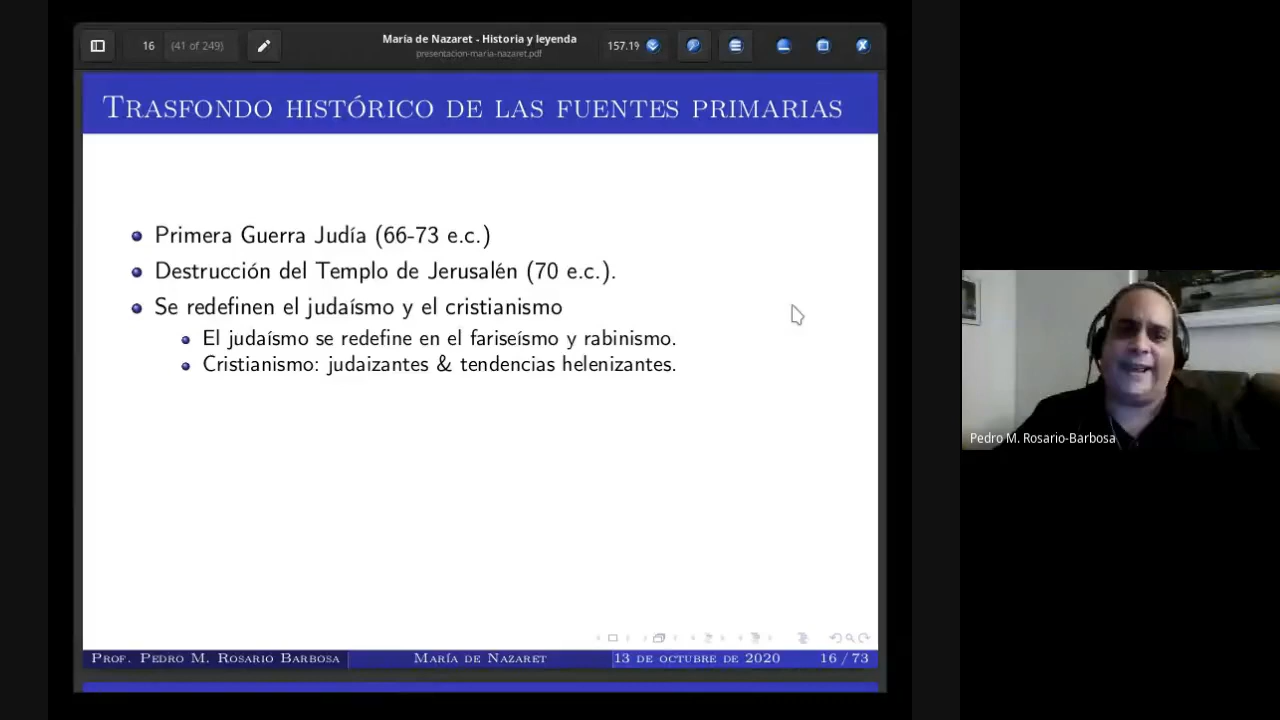 16 (41 of 249)
María de Nazaret - Historia y leyenda
presentacion-maria-nazaret.pdf
157.19
TRASFONDO HISTÓRICO DE LAS FUENTES PRIMARIAS
Primera Guerra Judía (66-73 e.c.)
Destrucción del Templo de Jerusalén (70 e.c.).
Se redefinen el judaísmo y el cristianismo
El judaísmo se redefine en el fariseísmo y rabinismo.
Cristianismo: judaizantes & tendencias helenizantes.
PROF. PEDRO M. ROSARIO BARBOSA MARÍA DE NAZARET 13 DE OCTUBRE DE 2020 16 / 73
Pedro M. Rosario-Barbosa